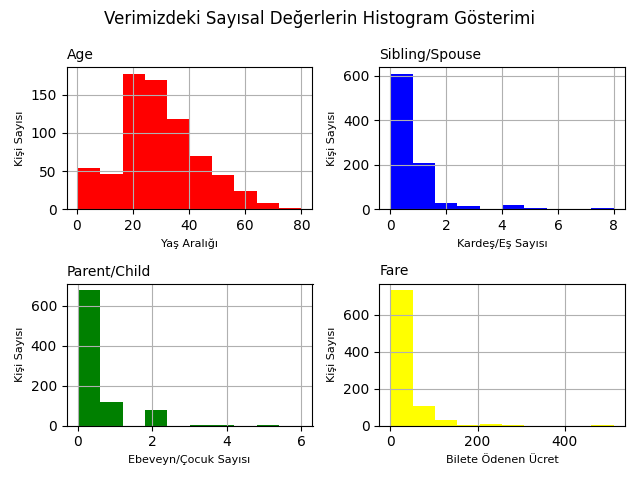 Verimizdeki Sayısal Değerlerin Histogram Gösterimi
Age
Kişi Sayısı
150
100
50
0
0 20 40 60 80
Yaş Aralığı
Sibling/Spouse
Kişi Sayısı
600
400
200
0
0 2 4 6 8
Kardeş/Eş Sayısı
Parent/Child
Kişi Sayısı
600
400
200
0
0 2 4 6
Ebeveyn/Çocuk Sayısı
Fare
Kişi Sayısı
600
400
200
0
0 200 400
Bilete Ödenen Ücret